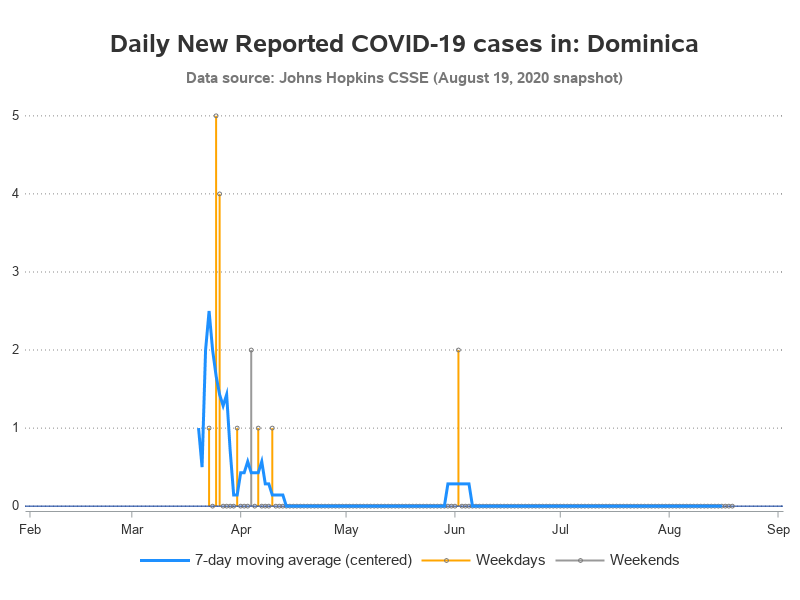 Daily New Reported COVID-19 cases in: Dominica
Data source: Johns Hopkins CSSE (August 19, 2020 snapshot)
5
4
3
2
1
0
Feb Mar Apr May Jun Jul Aug Sep
7-day moving average (centered) Weekdays Weekends